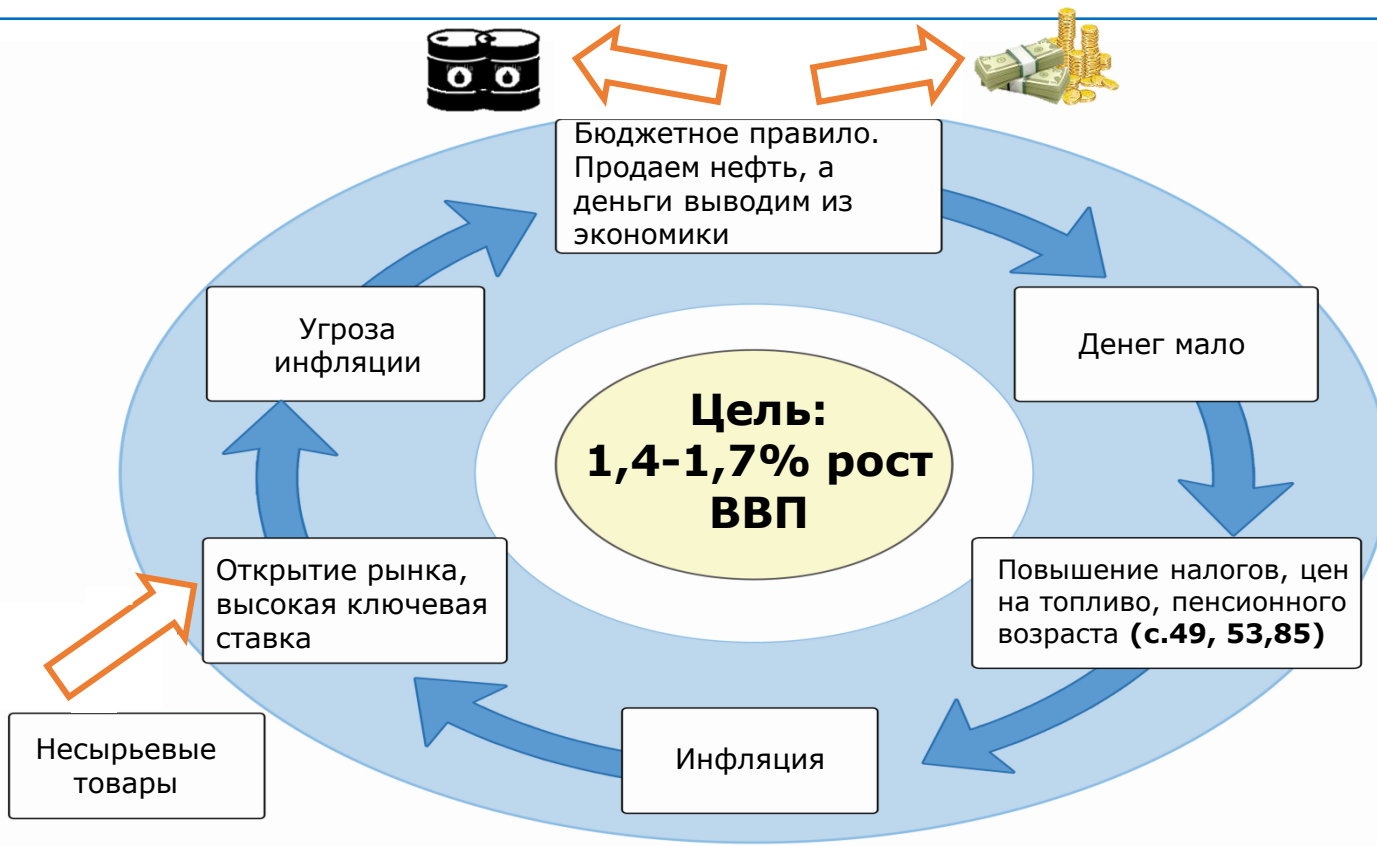 Бюджетное правило.
Продаем нефть, а
деньги выводим из
экономики
Денег мало
Повышение налогов, цен
на топливо, пенсионного
возраста (с.49, 53,85)
Инфляция
Открытие рынка,
высокая ключевая
ставка
Несырьевые
товары
Угроза
инфляции
Цель:
1,4-1,7% рост
ВВП